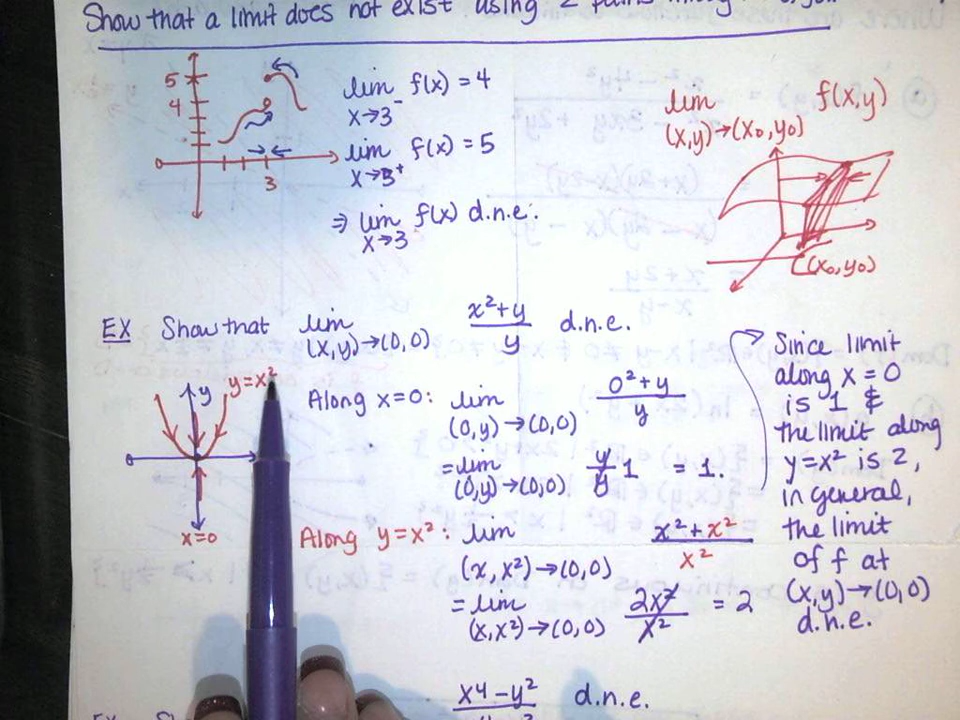 Show that a limit does not exist using 2
5
4
3
lim f(x) = 4
x→3⁻
lim f(x) = 5
x→3⁺
⇒ lim f(x) d.n.e.
x→3
lim f(x,y)
(x,y)→(x₀,y₀)
(x₀,y₀)
EX Show that lim x²+y d.n.e.
(x,y)→(0,0) y
y y=x²
x=0
Along x=0: lim 0²+y
(0,y)→(0,0) y
=lim y/y 1 = 1.
(0,y)→(0,0)
Along y=x²: lim x²+x²
(x,x²)→(0,0) x²
=lim 2x²/x² = 2
(x,x²)→(0,0)
Since limit
along x=0
is 1 &
the limit along
y=x² is 2,
in general,
the limit
of f at
(x,y)→(0,0)
d.n.e.
x4-y² d.n.e.